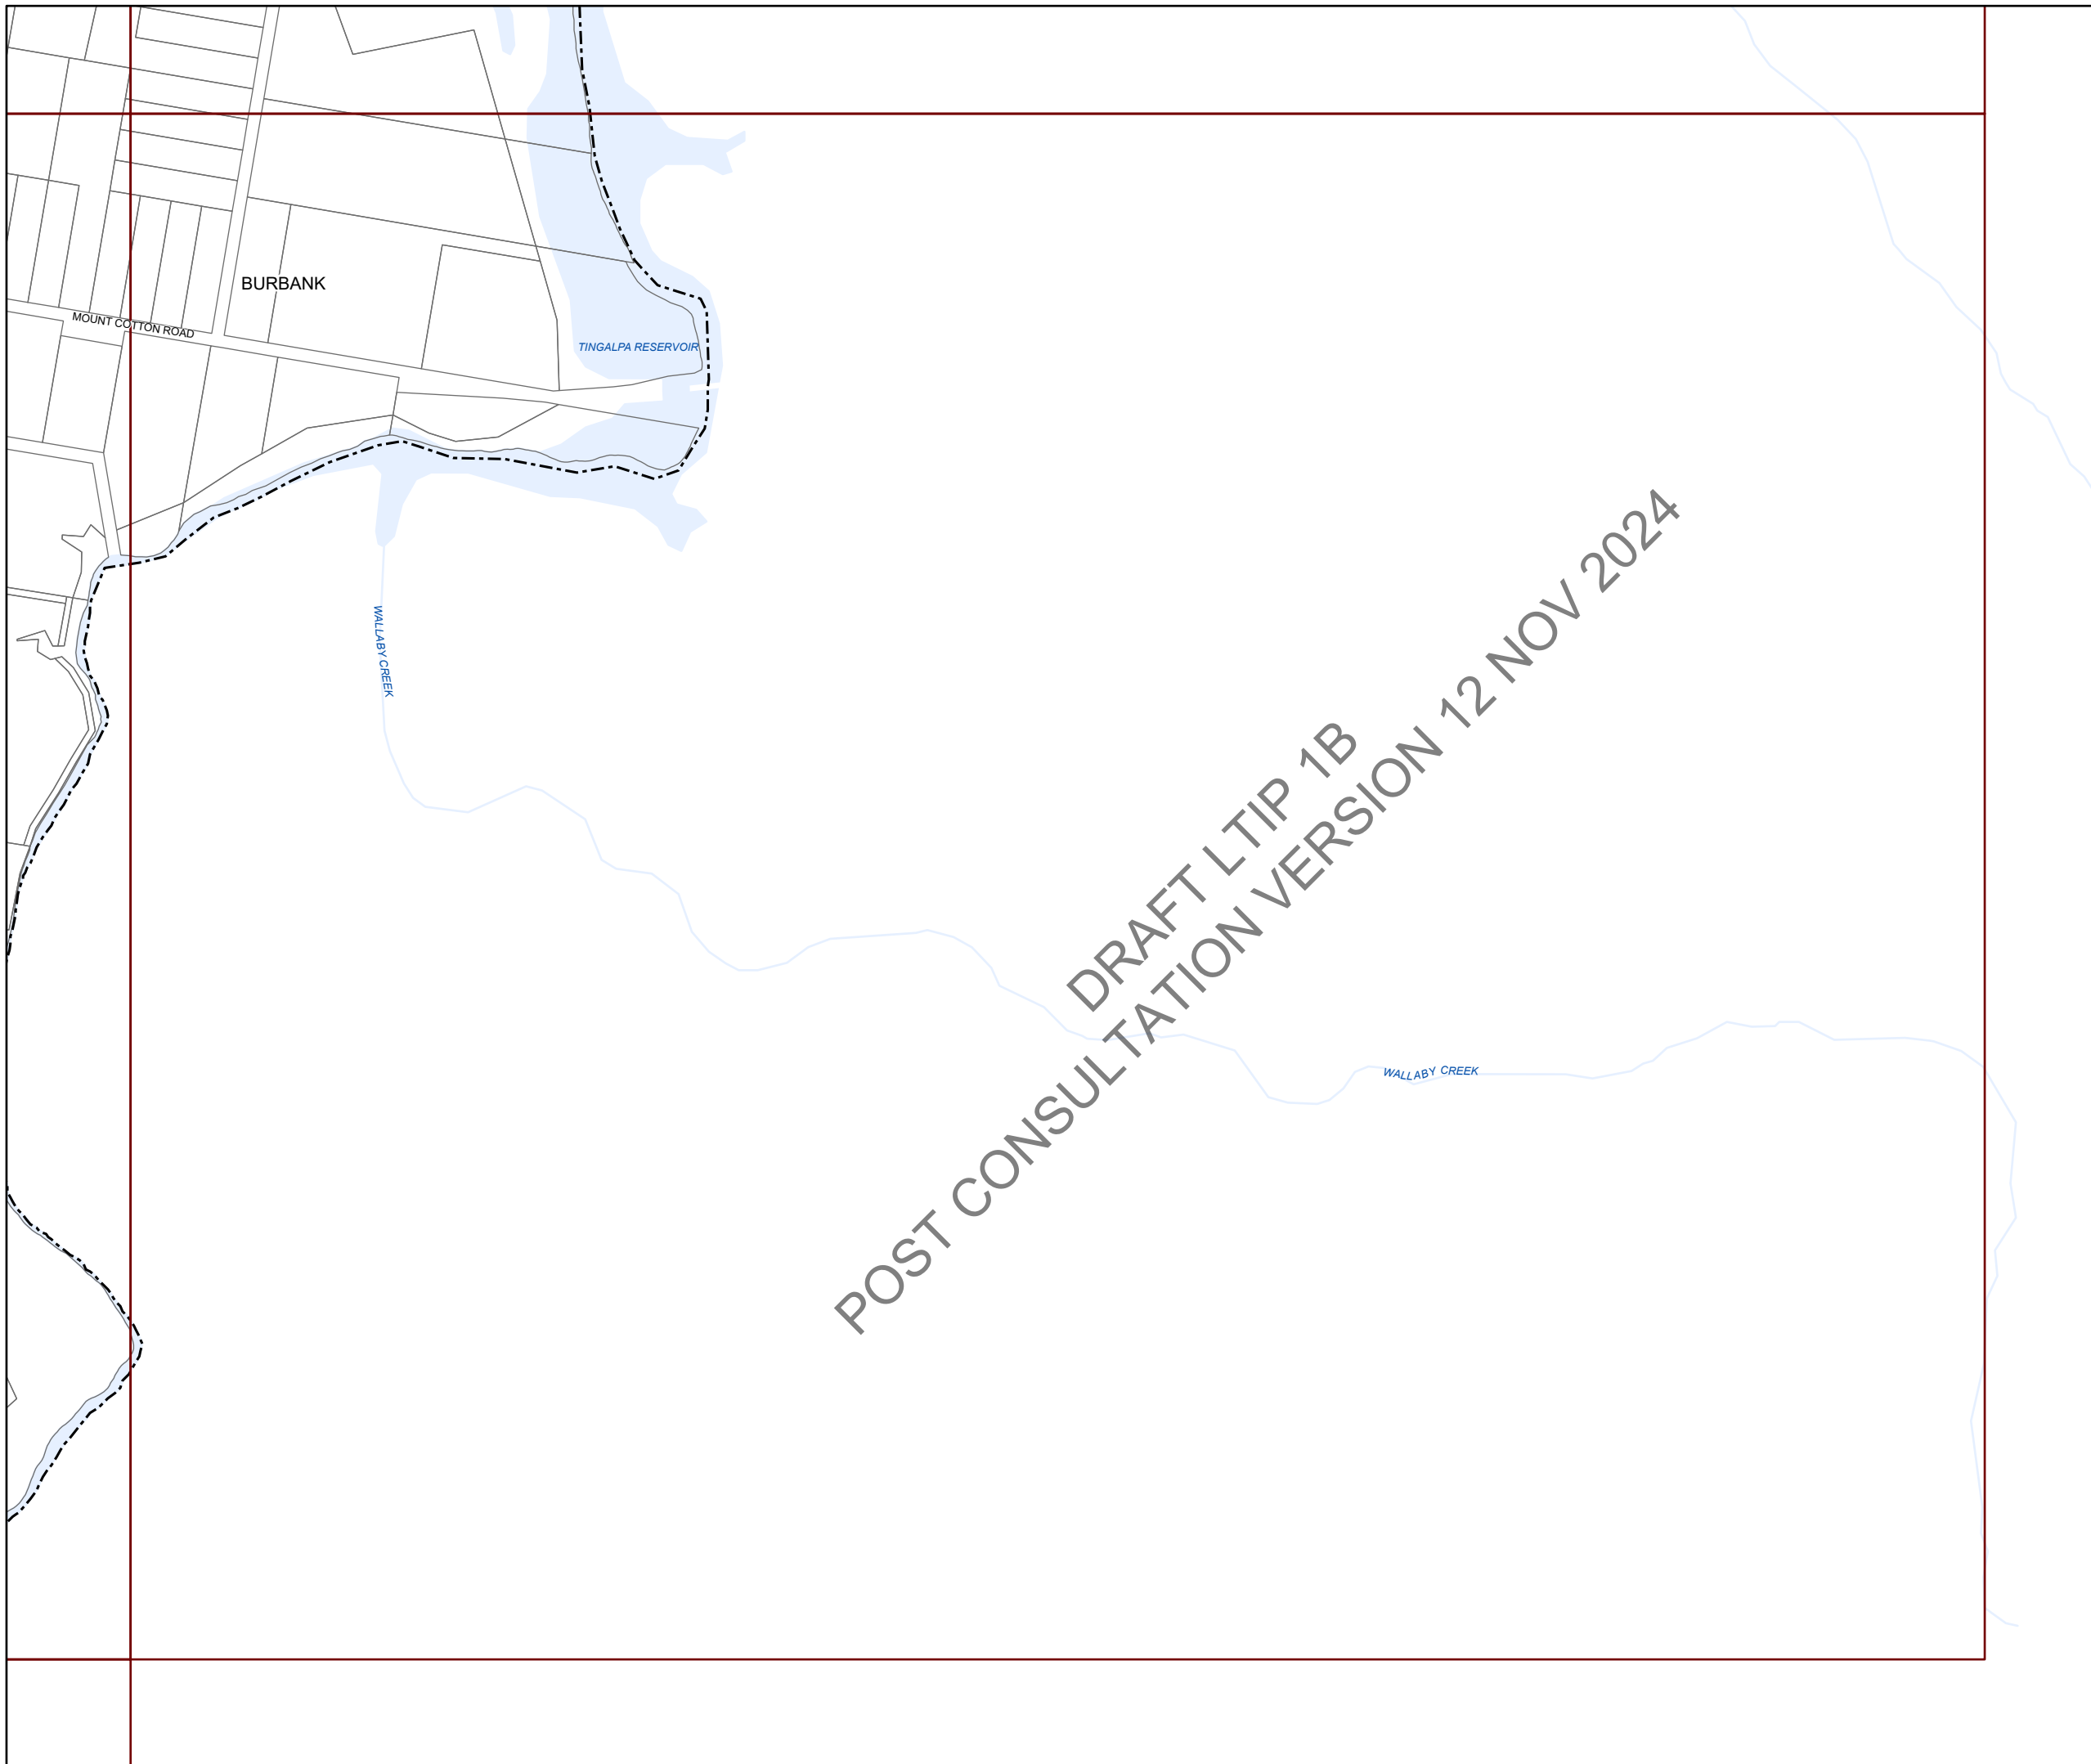 BURBANK
MOUNT COTTON ROAD
TINGALPA RESERVOIR
WALLABY CREEK
DRAFT LTIP 1B
POST CONSULTATION VERSION 12 NOV 2024
WALLABY CREEK